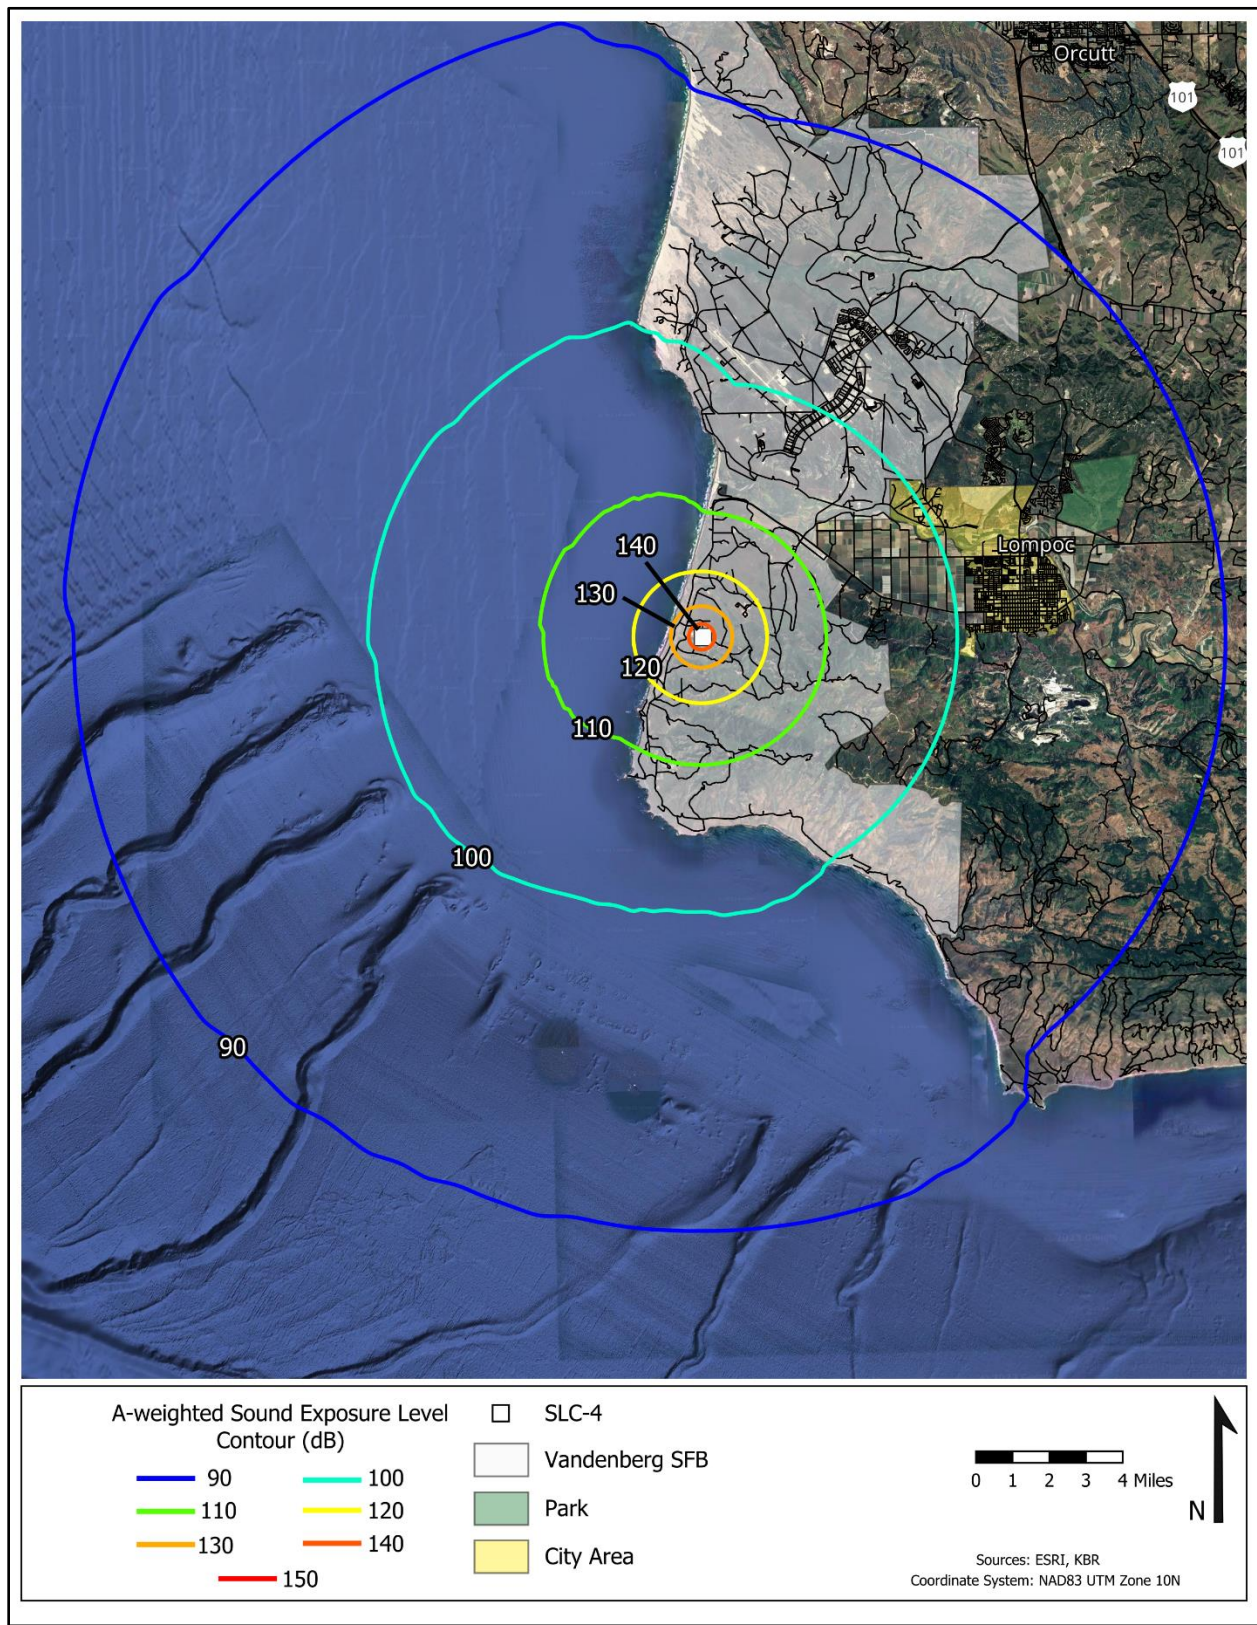 Orcutt
101
101
140
130
Lompoc
120
110
100
90
A-weighted Sound Exposure Level
Contour (dB)
90
100
110
120
130
140
150
SLC-4
Vandenberg SFB
Park
City Area
0 1 2 3 4 Miles
N
Sources: ESRI, KBR
Coordinate System: NAD83 UTM Zone 10N